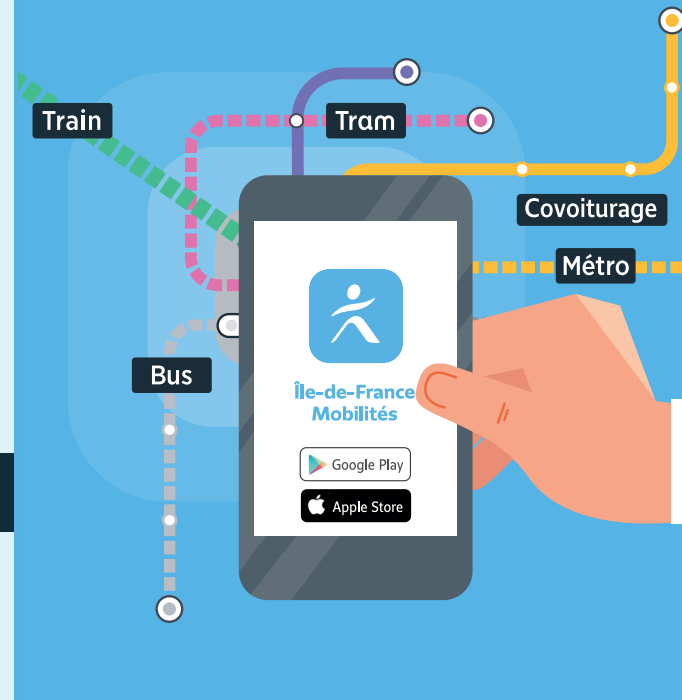 Train
Tram
Covoiturage
Métro
Bus
Île-de-France
Mobilités
Google Play
Apple Store